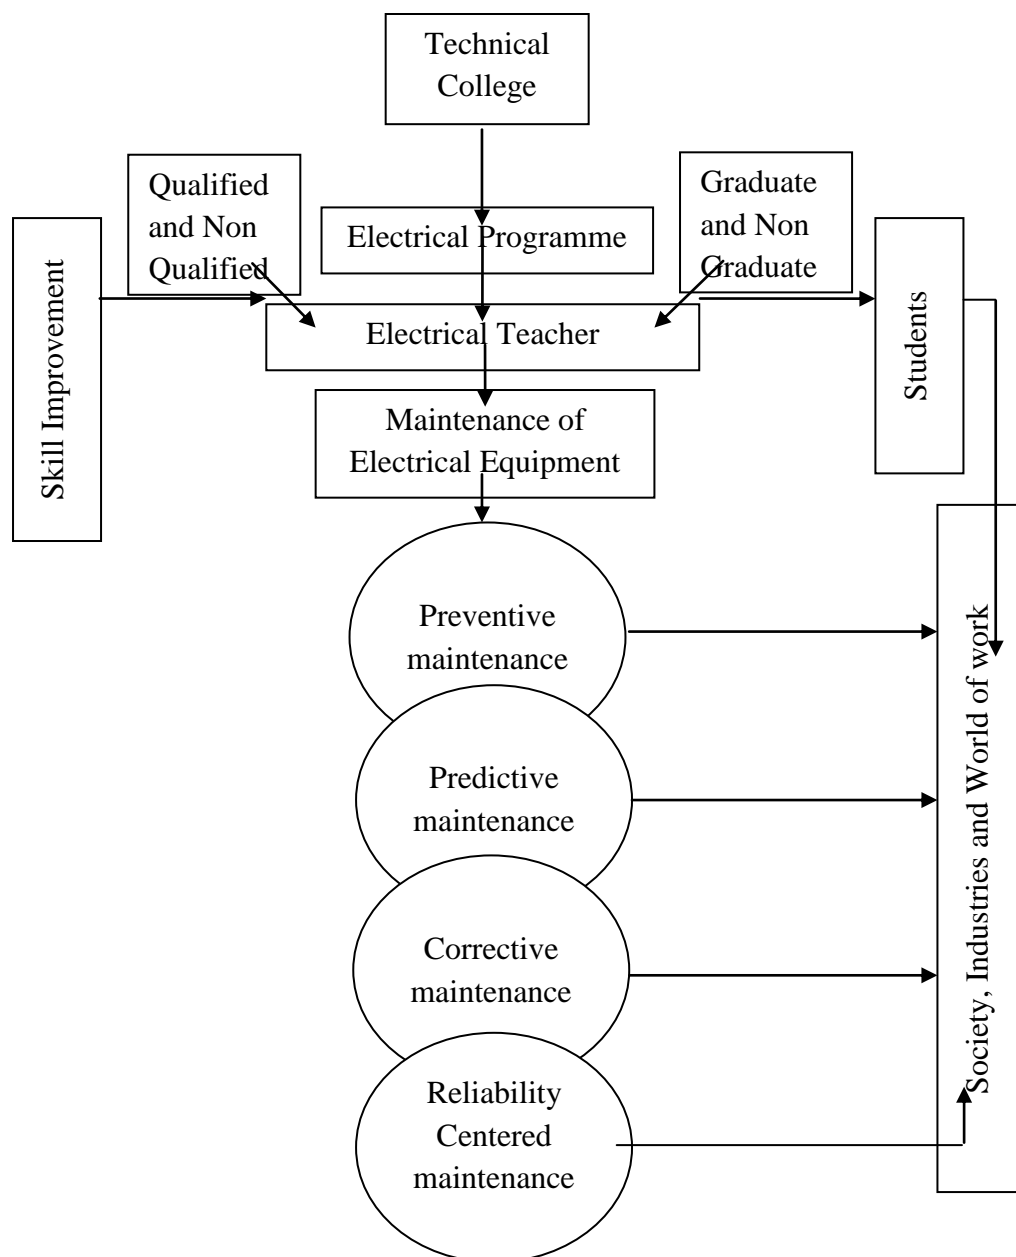 Technical
College
Qualified
and Non
Qualified
Graduate
and Non
Graduate
Electrical Programme
Skill Improvement
Electrical Teacher
Students
Maintenance of
Electrical Equipment
Preventive
maintenance
Predictive
maintenance
Corrective
maintenance
Reliability
Centered
maintenance
Society, Industries and World of work